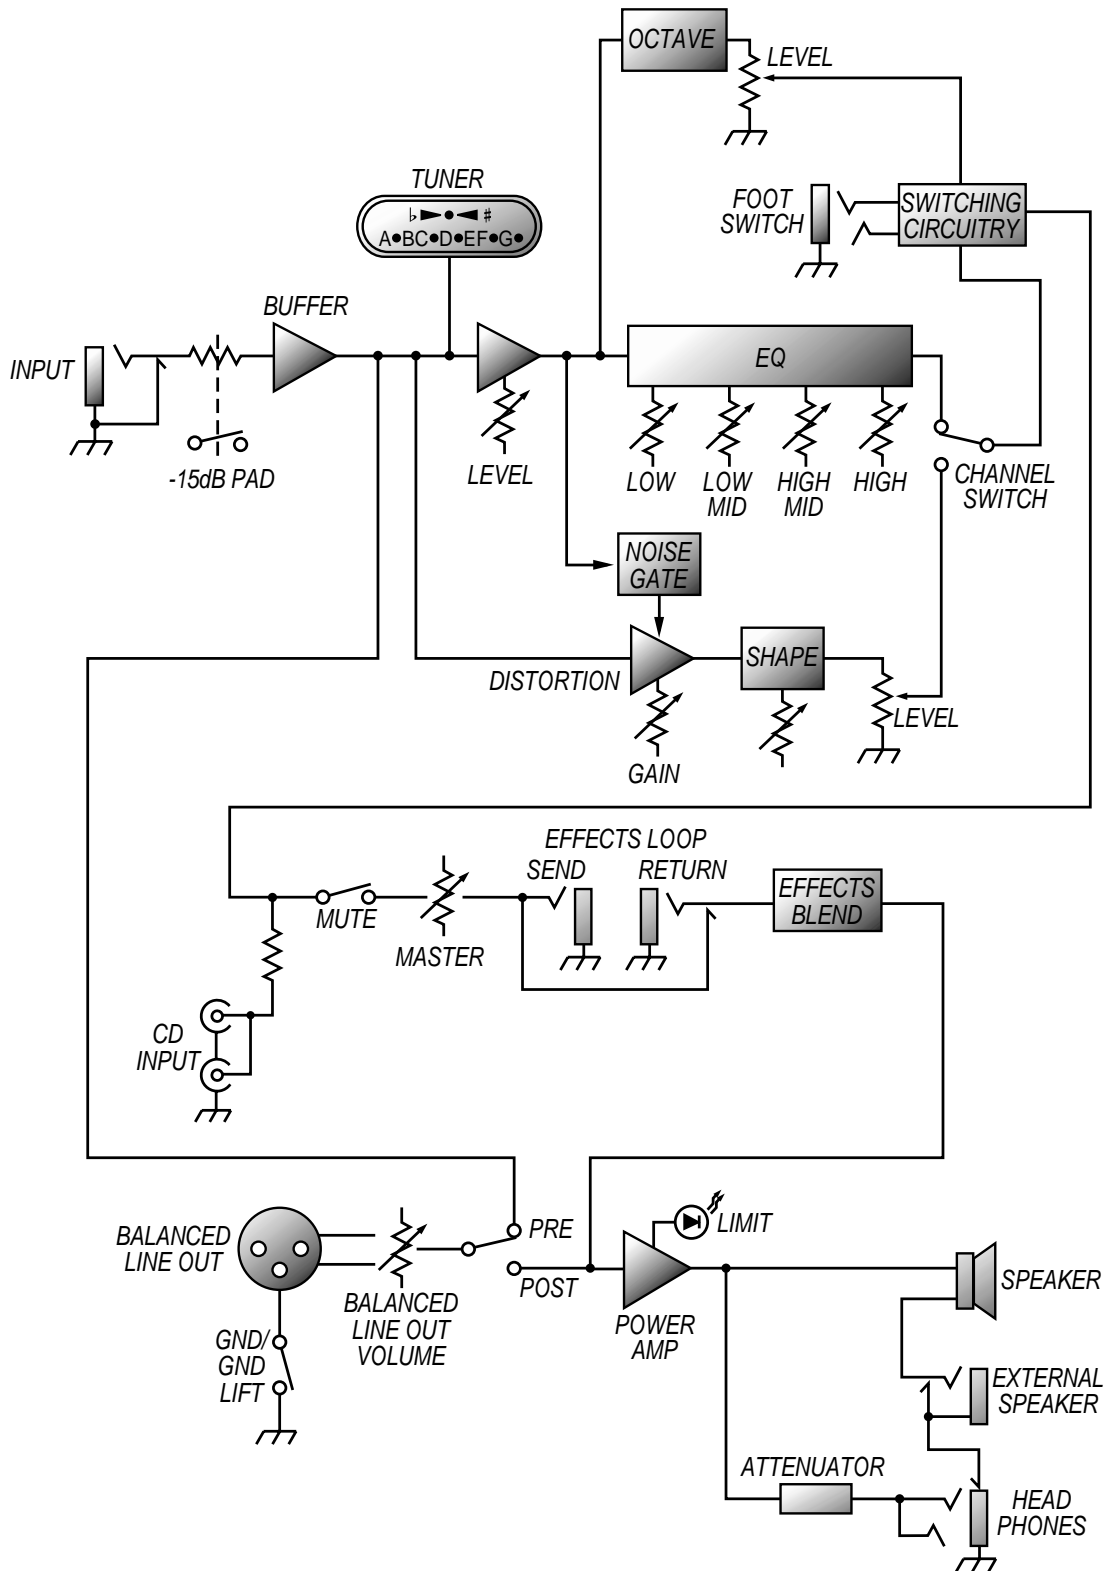 OCTAVE
LEVEL
TUNER
♭ ►●◄ ♯
A●BC●D●EF●G●
FOOT
SWITCH
SWITCHING
CIRCUITRY
BUFFER
INPUT
-15dB PAD
LEVEL
EQ
LOW
LOW
MID
HIGH
MID
HIGH
CHANNEL
SWITCH
NOISE
GATE
DISTORTION
SHAPE
LEVEL
GAIN
EFFECTS LOOP
SEND
RETURN
EFFECTS
BLEND
MUTE
MASTER
CD
INPUT
BALANCED
LINE OUT
PRE
POST
BALANCED
LINE OUT
VOLUME
GND/
GND
LIFT
LIMIT
POWER
AMP
SPEAKER
EXTERNAL
SPEAKER
ATTENUATOR
HEAD
PHONES